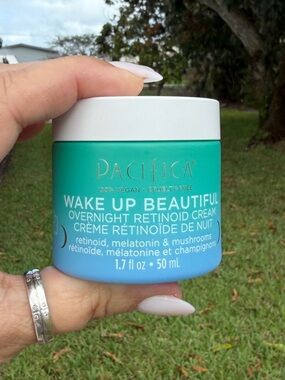 PACIFICA
100% VEGAN • CRUELTY-FREE
WAKE UP BEAUTIFUL
OVERNIGHT RETINOID CREAM
CRÈME RÉTINOÏDE DE NUIT
retinoid, melatonin & mushrooms
rétinoïde, mélatonine et champignons
1.7 fl oz • 50 mL